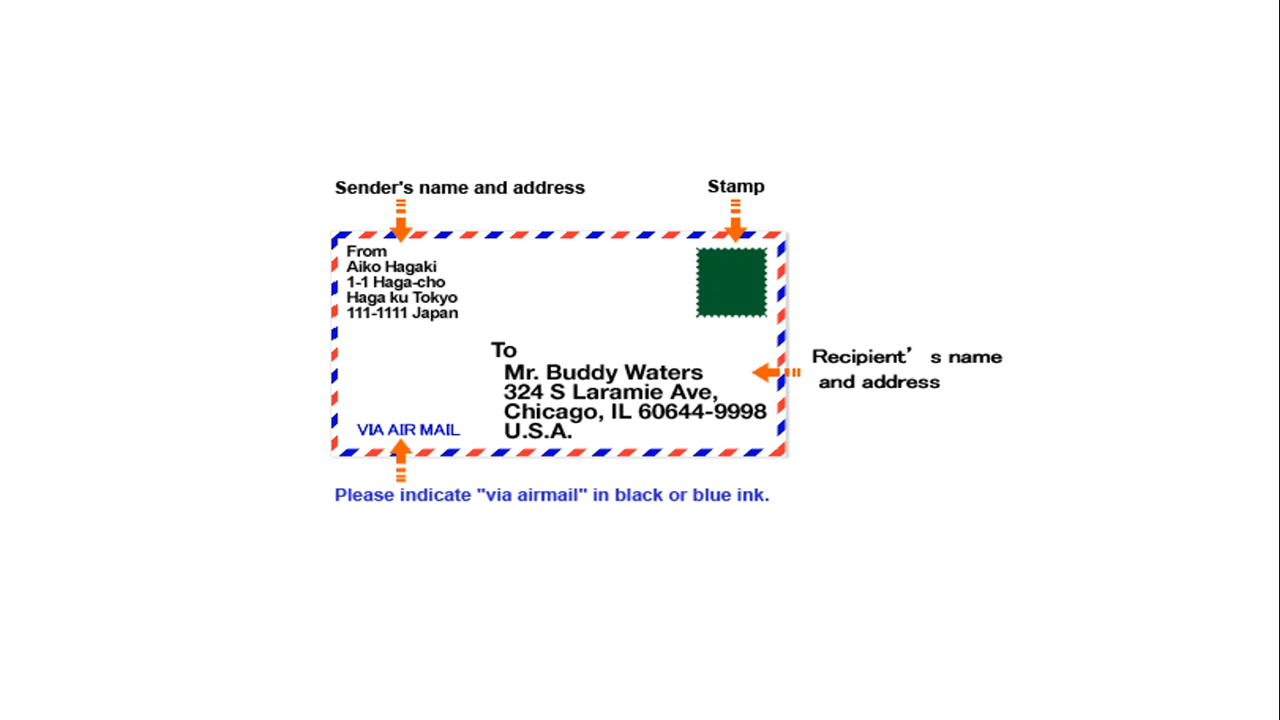 Sender's name and address
Stamp
From
Aiko Hagaki
1-1 Haga-cho
Haga ku Tokyo
111-1111 Japan
To
Mr. Buddy Waters
324 S Laramie Ave,
Chicago, IL 60644-9998
U.S.A.
Recipient’s name
and address
VIA AIR MAIL
Please indicate "via airmail" in black or blue ink.